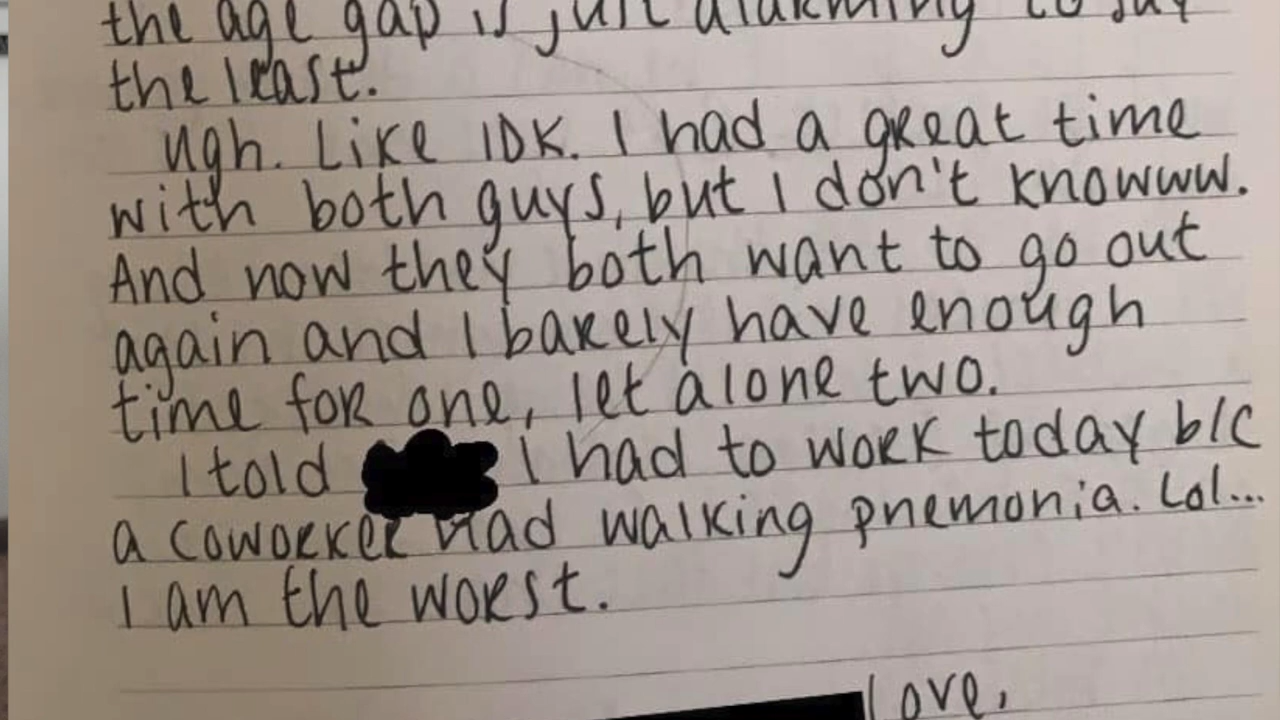 the age gap is just alarming to say
the least.
ugh. Like IDK. I had a great time
with both guys, but I don't knowww.
And now they both want to go out
again and I barely have enough
time for one, let alone two.
I told I had to work today b/c
a coworker had walking pnemonia. Lol...
I am the worst.
Love,